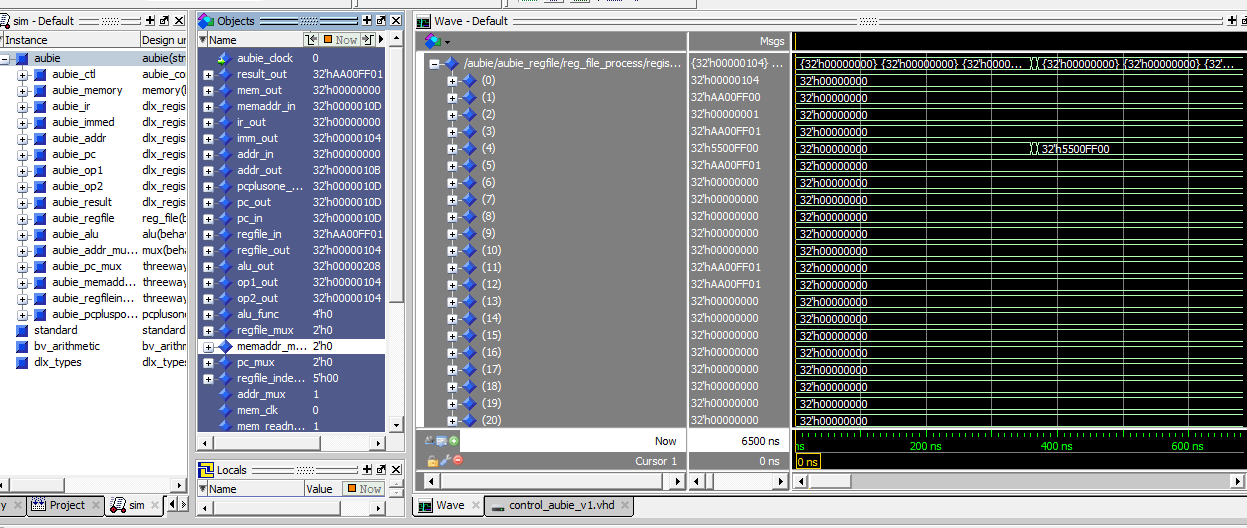 sim - Default
Instance Design un
aubie aubie(str
aubie_ctl aubie_co
aubie_memory memory(b
aubie_ir dlx_regis
aubie_immed dlx_regis
aubie_addr dlx_regis
aubie_pc dlx_regis
aubie_op1 dlx_regis
aubie_op2 dlx_regis
aubie_result dlx_regis
aubie_regfile reg_file(b
aubie_alu alu(behav
aubie_addr_mu... mux(beha
aubie_pc_mux threeway
aubie_memadd... threeway
aubie_regfilein... threeway
aubie_pcpluspo... pcpluson
standard standard
bv_arithmetic bv_arithm
dlx_types dlx_types
y Project sim
Objects
Name Now
aubie_clock 0
result_out 32'hAA00FF01
mem_out 32'h00000000
memaddr_in 32'h0000010D
ir_out 32'h00000000
imm_out 32'h00000104
addr_in 32'h00000000
addr_out 32'h0000010B
pcplusone_... 32'h0000010D
pc_out 32'h0000010D
pc_in 32'h0000010D
regfile_in 32'hAA00FF01
regfile_out 32'h00000104
alu_out 32'h00000208
op1_out 32'h00000104
op2_out 32'h00000104
alu_func 4'h0
regfile_mux 2'h0
memaddr_m... 2'h0
pc_mux 2'h0
regfile_inde... 5'h00
addr_mux 1
mem_clk 0
mem_readn... 1
Locals
Name Value Now
Wave - Default
Msgs
/aubie/aubie_regfile/reg_file_process/regis... {32'h00000104} ... {32'h00000000} {32'h00000000} {32'h0000... {32'h00000000} {32'h00000000} {32'...
(0) 32'h00000104 32'h00000000
(1) 32'hAA00FF00 32'h00000000
(2) 32'h00000001 32'h00000000
(3) 32'hAA00FF01 32'h00000000
(4) 32'h5500FF00 32'h00000000 32'h5500FF00
(5) 32'hAA00FF01 32'h00000000
(6) 32'h00000000 32'h00000000
(7) 32'h00000000 32'h00000000
(8) 32'h00000000 32'h00000000
(9) 32'h00000000 32'h00000000
(10) 32'h00000000 32'h00000000
(11) 32'hAA00FF01 32'h00000000
(12) 32'hAA00FF01 32'h00000000
(13) 32'h00000000 32'h00000000
(14) 32'h00000000 32'h00000000
(15) 32'h00000000 32'h00000000
(16) 32'h00000000 32'h00000000
(17) 32'h00000000 32'h00000000
(18) 32'h00000000 32'h00000000
(19) 32'h00000000 32'h00000000
(20) 32'h00000000 32'h00000000
Now 6500 ns ns 200 ns 400 ns 600 ns
Cursor 1 0 ns 0 ns
Wave control_aubie_v1.vhd